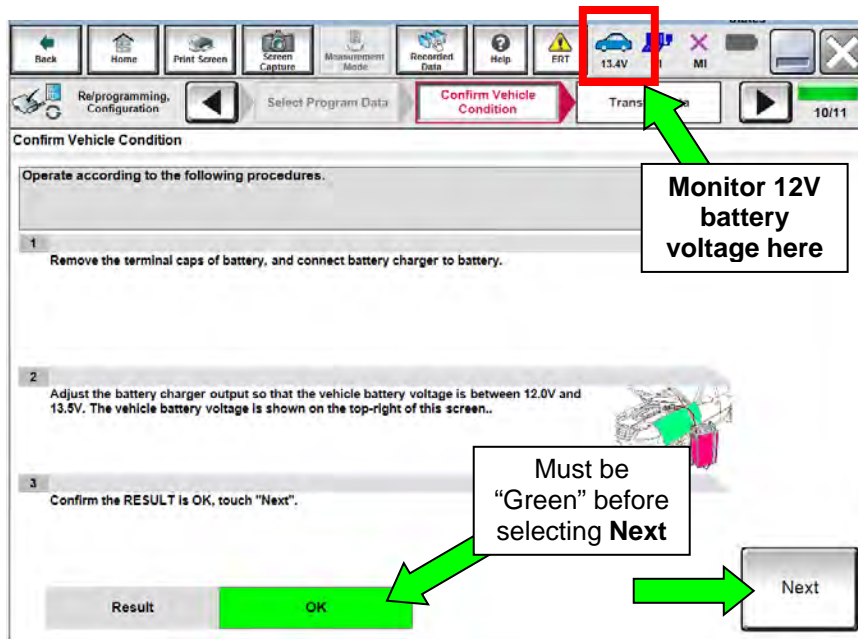 Back
Home
Print Screen
Screen
Capture
Measurement
Mode
Recorded
Data
Help
ERT
13.4V
MI
Re/programming,
Configuration
Select Program Data
Confirm Vehicle
Condition
10/11
Confirm Vehicle Condition
Operate according to the following procedures.
Monitor 12V
battery
voltage here
1
Remove the terminal caps of battery, and connect battery charger to battery.
2
Adjust the battery charger output so that the vehicle battery voltage is between 12.0V and
13.5V. The vehicle battery voltage is shown on the top-right of this screen..
Must be
“Green” before
selecting Next
3
Confirm the RESULT is OK, touch "Next".
Result
OK
Next